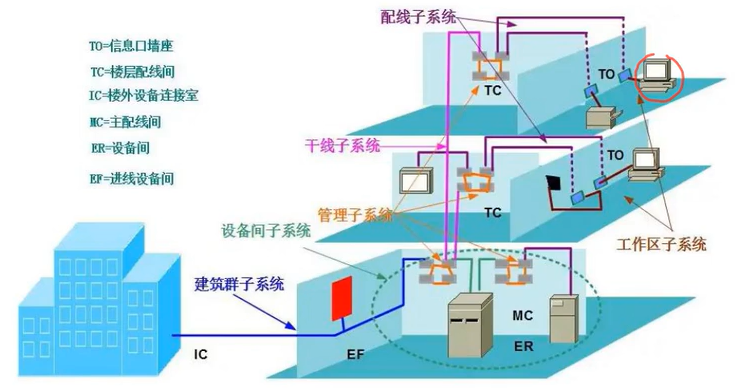 配线子系统
TO=信息口墙座
TC=楼层配线间
IC=楼外设备连接室
MC=主配线间
ER=设备间
EF=进线设备间
TO
TC
干线子系统
TO
TC
管理子系统
设备间子系统
工作区子系统
建筑群子系统
MC
ER
IC
EF